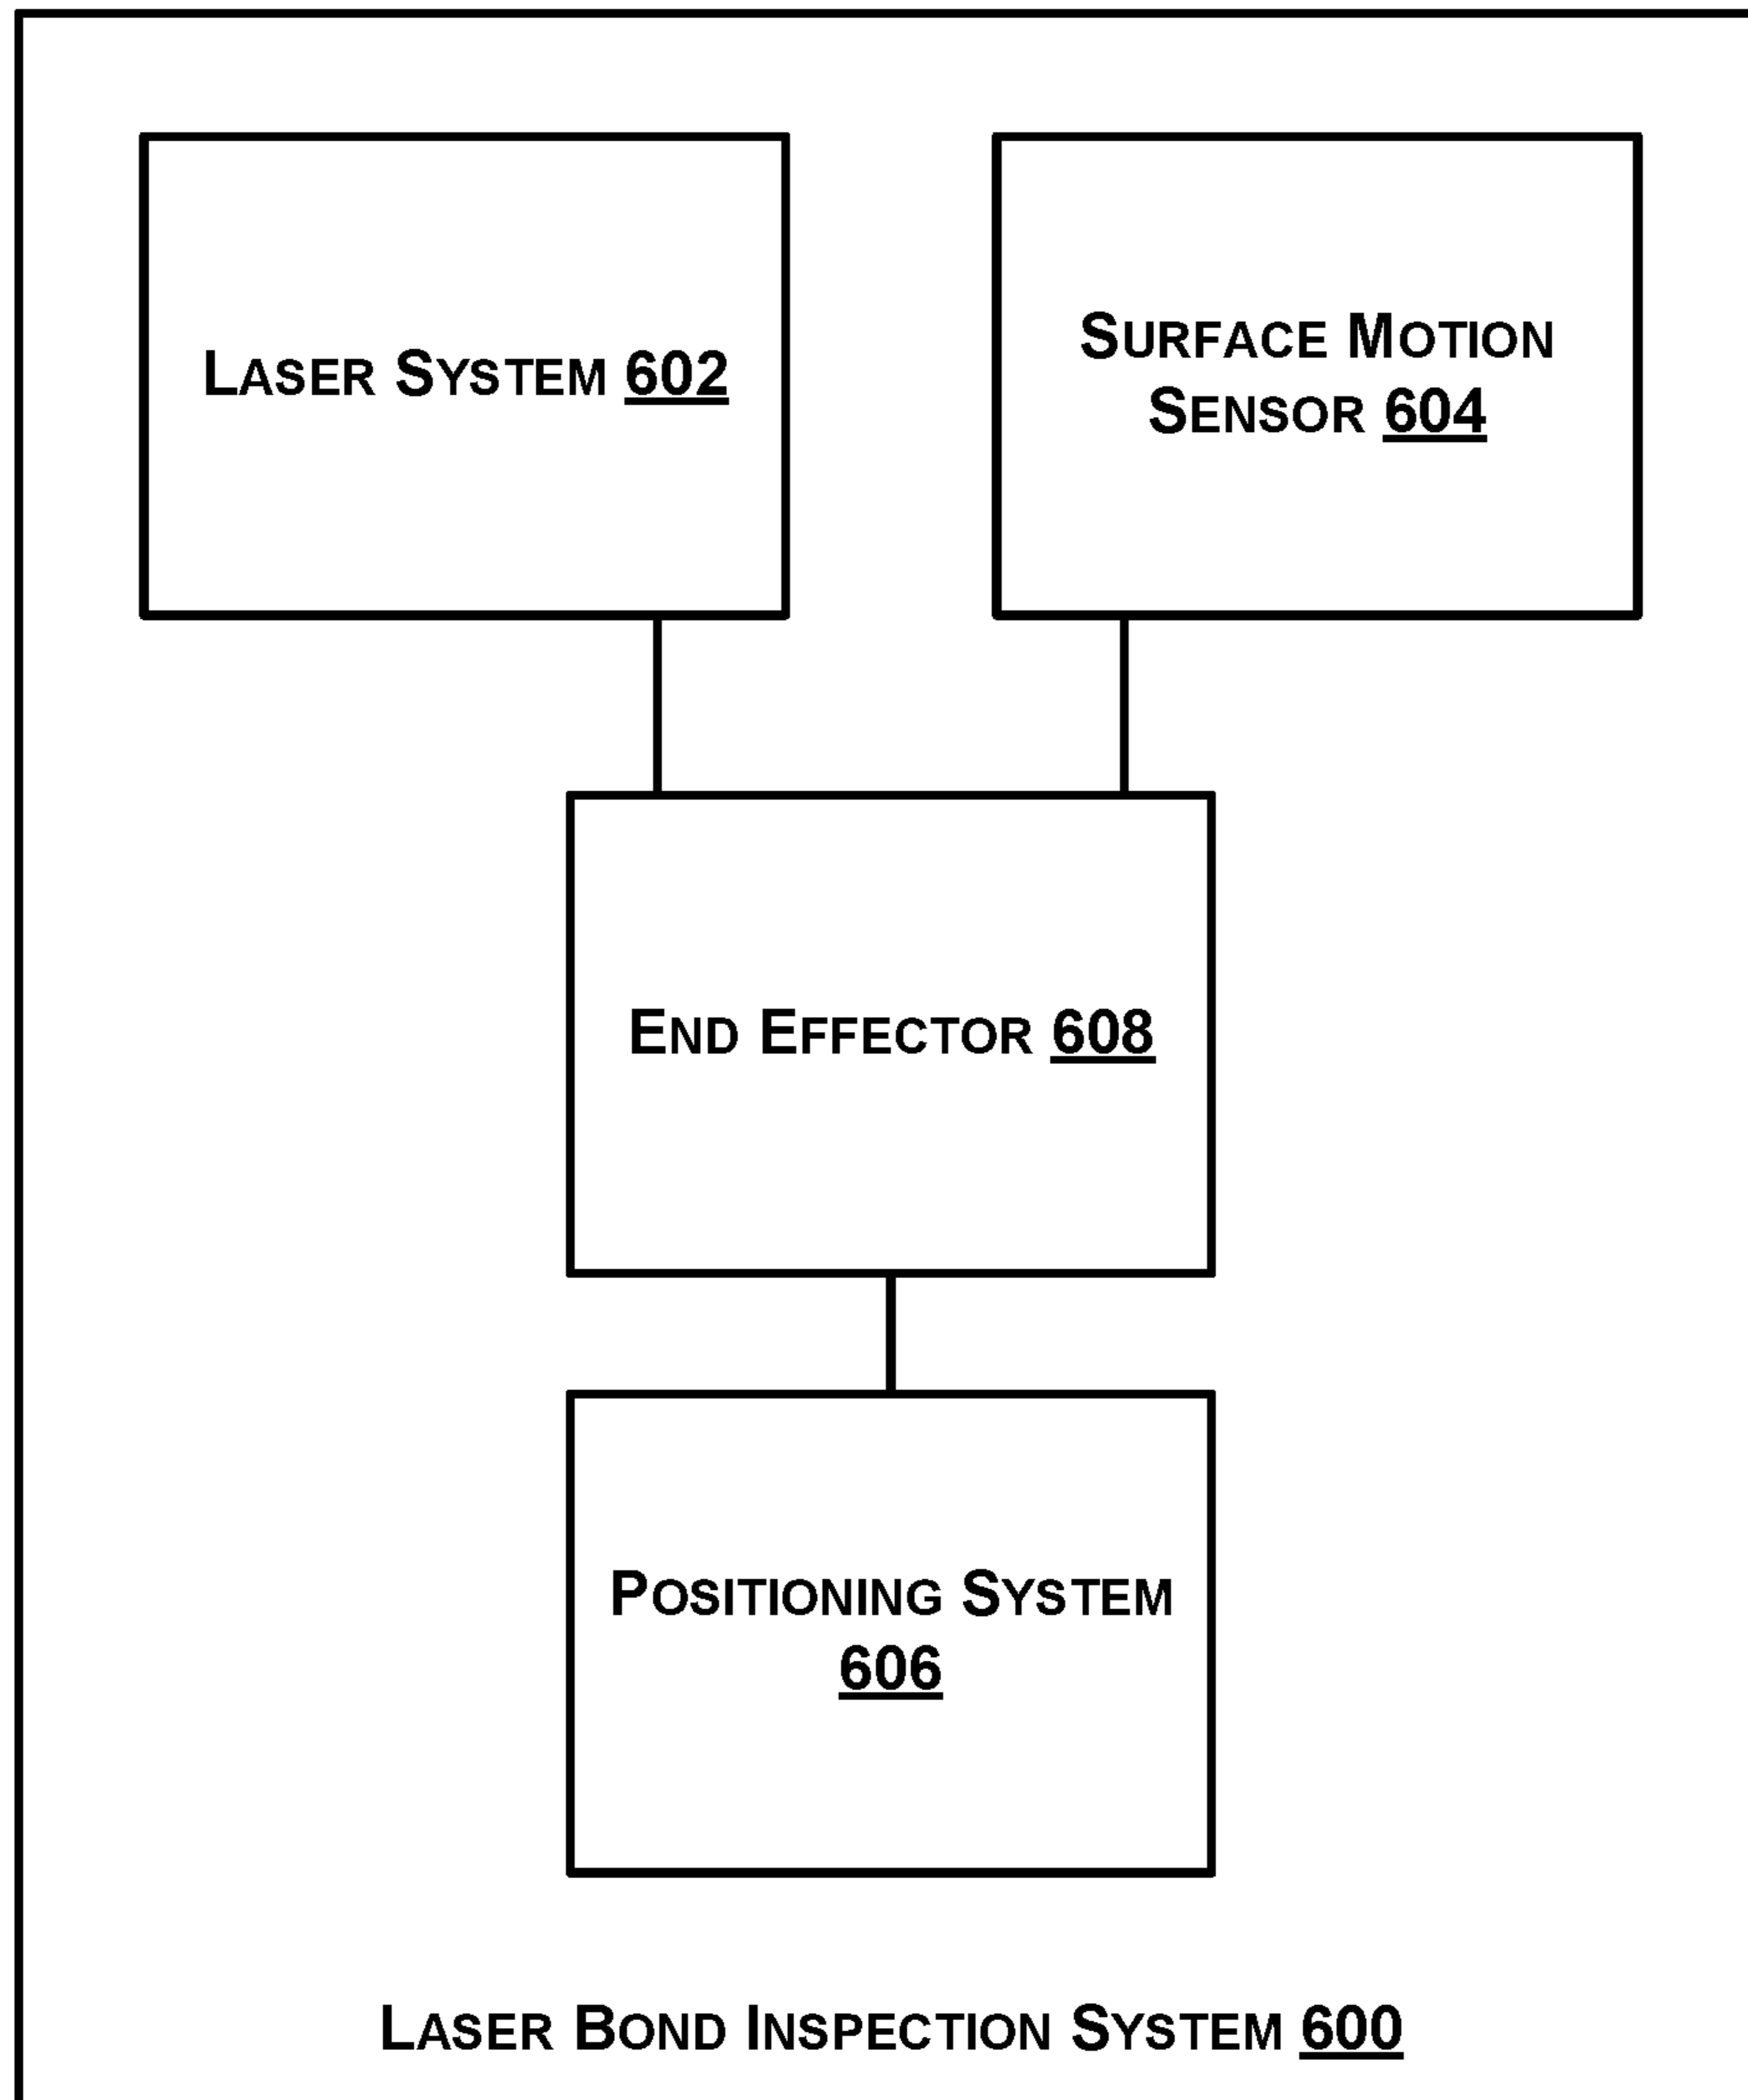 LASER SYSTEM 602
SURFACE MOTION
SENSOR 604
END EFFECTOR 608
POSITIONING SYSTEM
606
LASER BOND INSPECTION SYSTEM 600